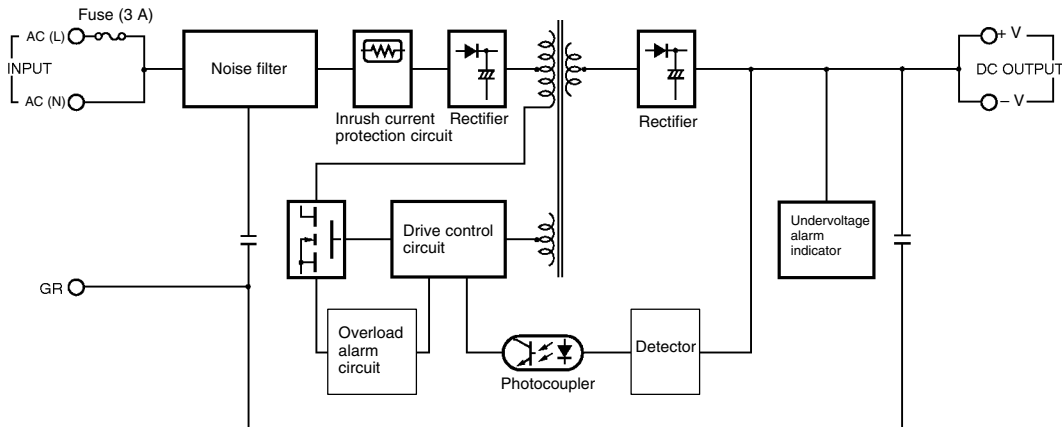 Fuse (3 A)
AC (L)
INPUT
AC (N)
Noise filter
Inrush current
protection circuit
Rectifier
Rectifier
+ V
DC OUTPUT
– V
Drive control
circuit
Undervoltage
alarm
indicator
GR
Overload
alarm
circuit
Photocoupler
Detector